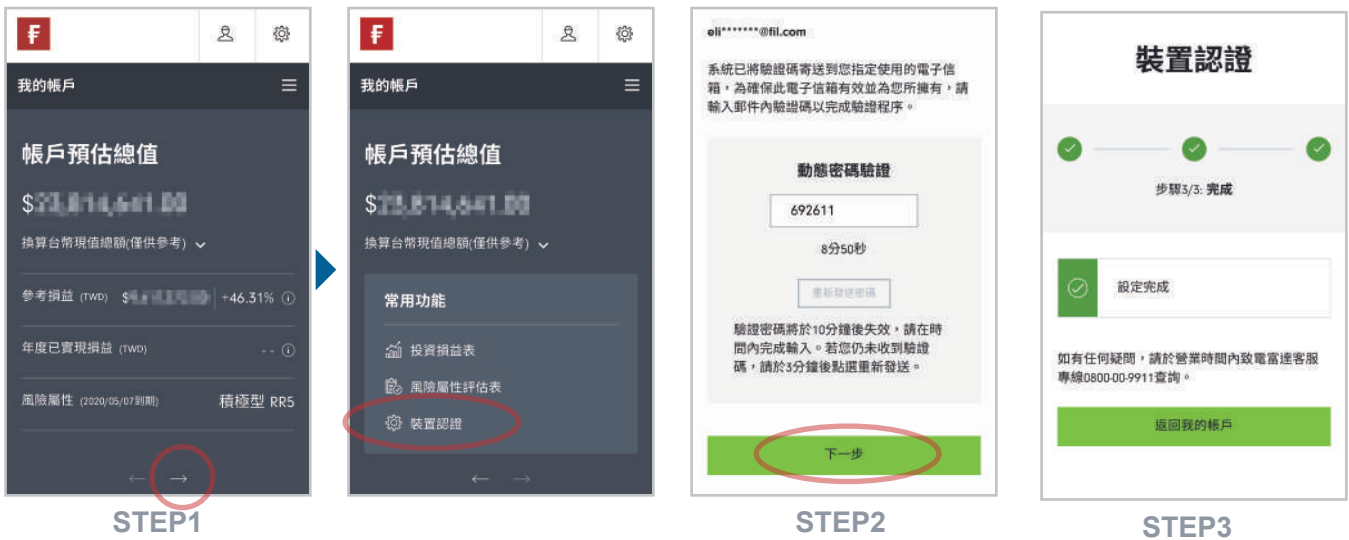 我的帳戶
帳戶預估總值
$
換算台幣現值總額(僅供參考)
參考損益 (TWD) $ +46.31%
年度已實現損益 (TWD) --
風險屬性 (2020/05/07到期) 積極型 RR5
STEP1
我的帳戶
帳戶預估總值
$
換算台幣現值總額(僅供參考)
常用功能
投資損益表
風險屬性評估表
裝置認證
eli*******@fil.com
系統已將驗證碼寄送到您指定使用的電子信
箱，為確保此電子信箱有效並為您所擁有，請
輸入郵件內驗證碼以完成驗證程序。
動態密碼驗證
692611
8分50秒
重新發送密碼
驗證密碼將於10分鐘後失效，請在時
間內完成輸入。若您仍未收到驗證
碼，請於3分鐘後點選重新發送。
下一步
STEP2
裝置認證
步驟3/3: 完成
設定完成
如有任何疑問，請於營業時間內致電富達客服
專線0800-00-9911查詢。
返回我的帳戶
STEP3